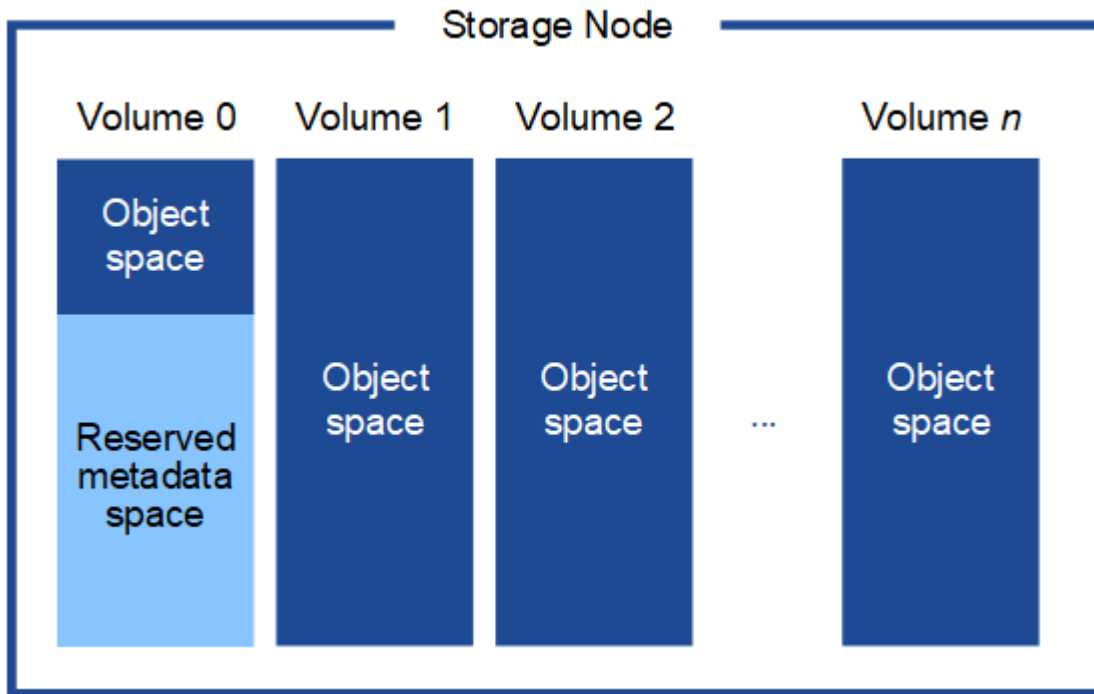 Storage Node
Volume 0
Volume 1
Volume 2
Volume n
Object
space
Reserved
metadata
space
Object
space
Object
space
...
Object
space